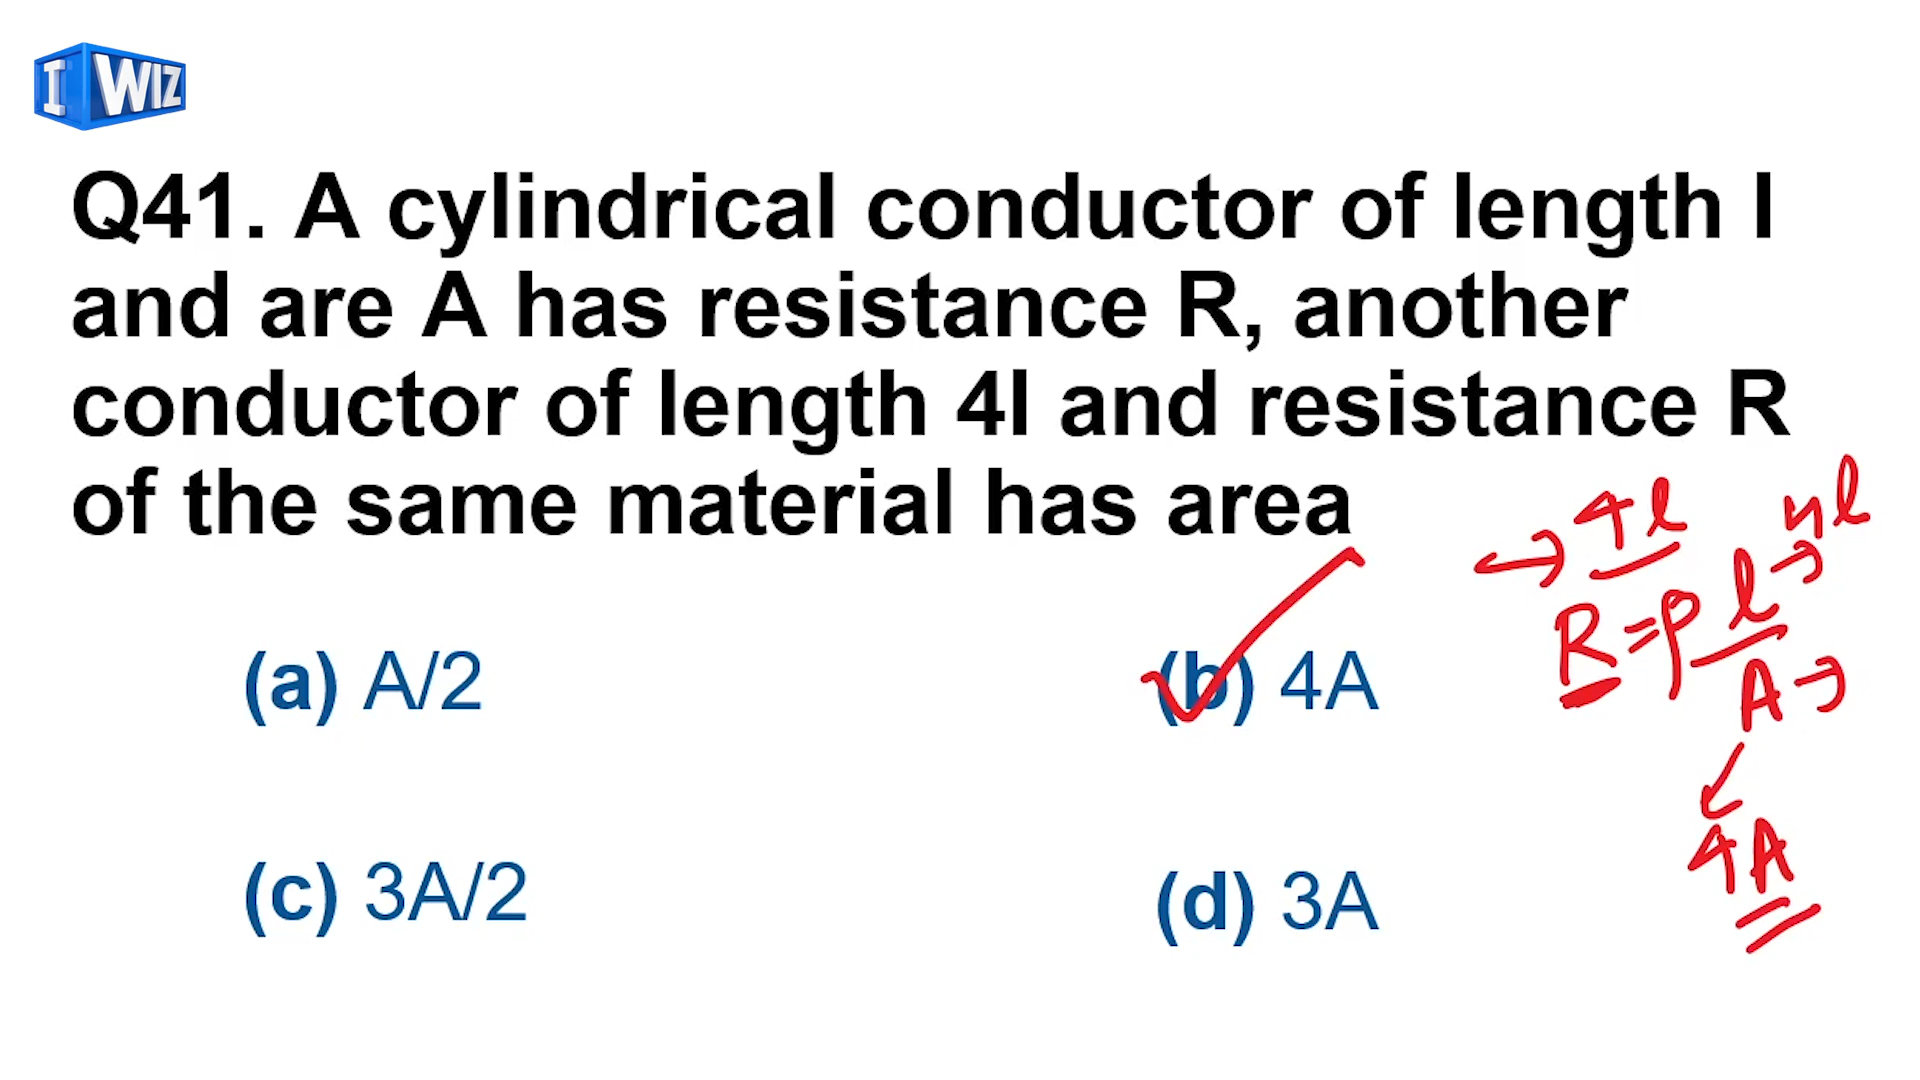 I WIZ
Q41. A cylindrical conductor of length l
and are A has resistance R, another
conductor of length 4l and resistance R
of the same material has area
(a) A/2
(b) 4A
(c) 3A/2
(d) 3A
→ 4l
R=ρ l/A
4l
4A